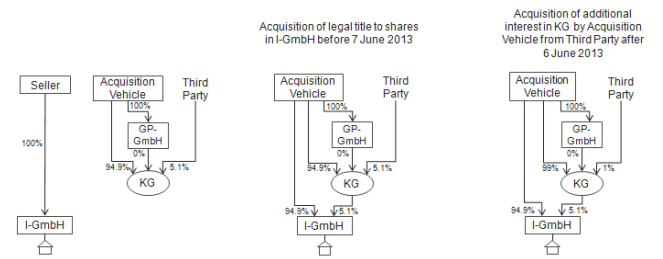 Acquisition of legal title to shares
in I-GmbH before 7 June 2013
Acquisition of additional
interest in KG by Acquisition
Vehicle from Third Party after
6 June 2013
Seller
100%
I-GmbH
Acquisition
Vehicle
Third
Party
100%
GP-
GmbH
0%
94.9%
5.1%
KG
Acquisition
Vehicle
Third
Party
100%
GP-
GmbH
0%
94.9%
5.1%
KG
94.9%
5.1%
I-GmbH
Acquisition
Vehicle
Third
Party
100%
GP-
GmbH
0%
99%
1%
KG
94.9%
5.1%
I-GmbH